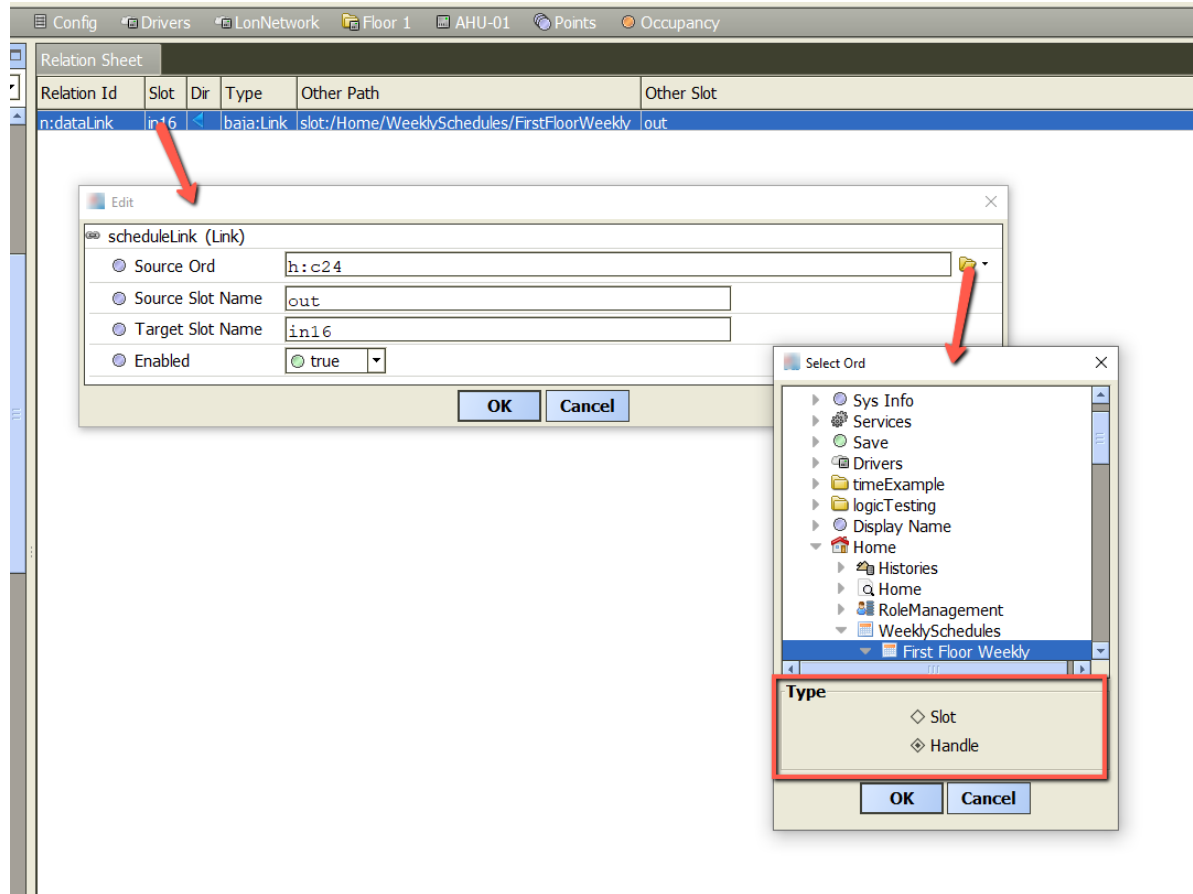 Config Drivers LonNetwork Floor 1 AHU-01 Points Occupancy
Relation Sheet
Relation Id Slot Dir Type Other Path Other Slot
n:dataLink in16 baja:Link slot:/Home/WeeklySchedules/FirstFloorWeekly out
Edit
scheduleLink (Link)
Source Ord h:c24
Source Slot Name out
Target Slot Name in16
Enabled true
OK Cancel
Select Ord
Sys Info
Services
Save
Drivers
timeExample
logicTesting
Display Name
Home
Histories
Home
RoleManagement
WeeklySchedules
First Floor Weekly
Type
Slot
Handle
OK Cancel